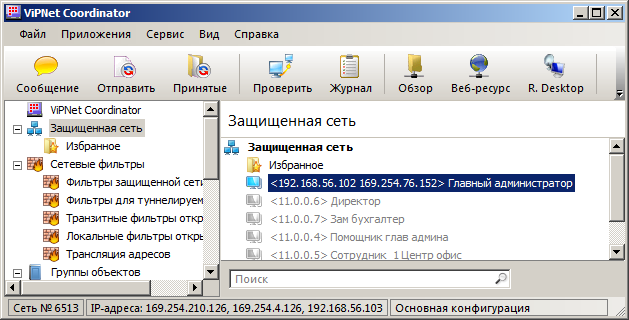 ViPNet Coordinator
Файл Приложения Сервис Вид Справка
Сообщение Отправить Принятые Проверить Журнал Обзор Веб-ресурс R. Desktop
ViPNet Coordinator
Защищенная сеть
Избранное
Сетевые фильтры
Фильтры защищенной сети
Фильтры для туннелируем
Транзитные фильтры откры
Локальные фильтры откры
Трансляция адресов
Группы объектов
Защищенная сеть
Защищенная сеть
Избранное
<192.168.56.102 169.254.76.152> Главный администратор
<11.0.0.6> Директор
<11.0.0.7> Зам бухгалтер
<11.0.0.4> Помощник глав админа
<11.0.0.5> Сотрудник_1 Центр офис
Поиск
Сеть № 6513 IP-адреса: 169.254.210.126, 169.254.4.126, 192.168.56.103 Основная конфигурация